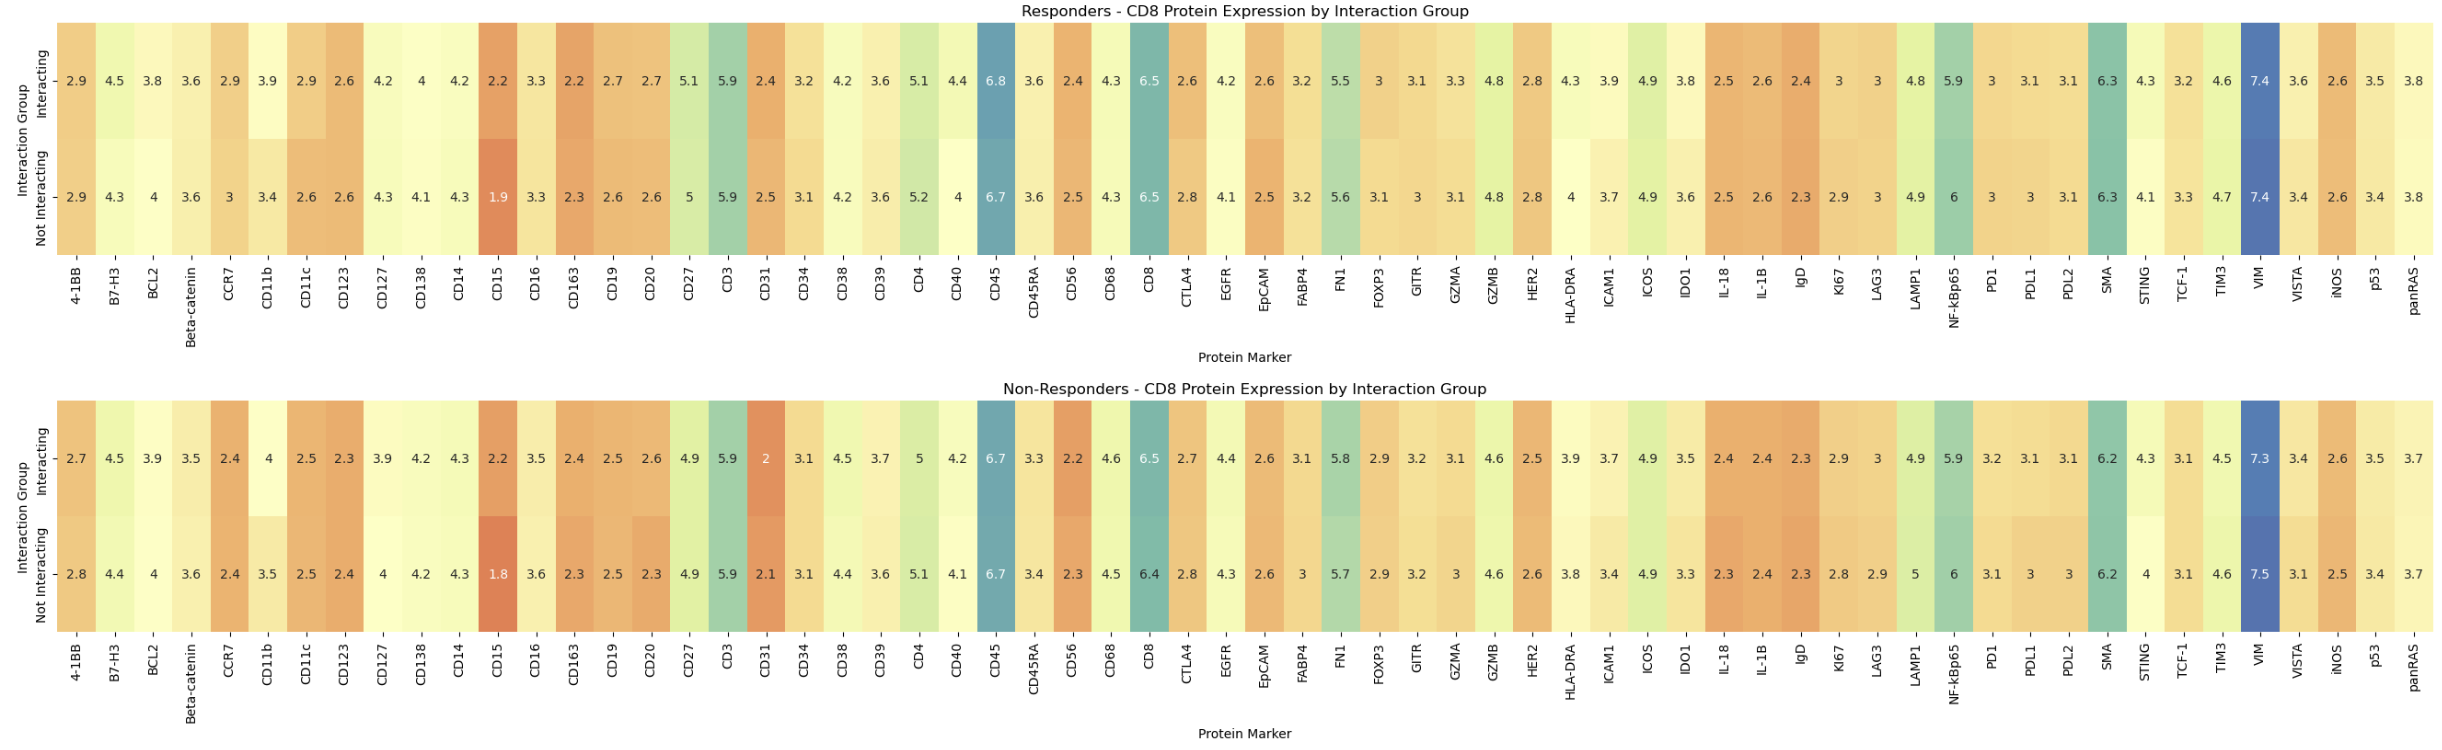 Responders - CD8 Protein Expression by Interaction Group
Interaction Group
Interacting
2.9 4.5 3.8 3.6 2.9 3.9 2.9 2.6 4.2 4 4.2 2.2 3.3 2.2 2.7 2.7 5.1 5.9 2.4 3.2 4.2 3.6 5.1 4.4 6.8 3.6 2.4 4.3 6.5 2.6 4.2 2.6 3.2 5.5 3 3.1 3.3 4.8 2.8 4.3 3.9 4.9 3.8 2.5 2.6 2.4 3 3 4.8 5.9 3 3.1 3.1 6.3 4.3 3.2 4.6 7.4 3.6 2.6 3.5 3.8
Not Interacting
2.9 4.3 4 3.6 3 3.4 2.6 2.6 4.3 4.1 4.3 1.9 3.3 2.3 2.6 2.6 5 5.9 2.5 3.1 4.2 3.6 5.2 4 6.7 3.6 2.5 4.3 6.5 2.8 4.1 2.5 3.2 5.6 3.1 3 3.1 4.8 2.8 4 3.7 4.9 3.6 2.5 2.6 2.3 2.9 3 4.9 6 3 3 3.1 6.3 4.1 3.3 4.7 7.4 3.4 2.6 3.4 3.8
4-1BB B7-H3 BCL2 Beta-catenin CCR7 CD11b CD11c CD123 CD127 CD138 CD14 CD15 CD16 CD163 CD19 CD20 CD27 CD3 CD31 CD34 CD38 CD39 CD4 CD40 CD45 CD45RA CD56 CD68 CD8 CTLA4 EGFR EpCAM FABP4 FN1 FOXP3 GITR GZMA GZMB HER2 HLA-DRA ICAM1 ICOS IDO1 IL-18 IL-1B IgD KI67 LAG3 LAMP1 NF-kBp65 PD1 PDL1 PDL2 SMA STING TCF-1 TIM3 VIM VISTA iNOS p53 panRAS
Protein Marker
Non-Responders - CD8 Protein Expression by Interaction Group
Interaction Group
Interacting
2.7 4.5 3.9 3.5 2.4 4 2.5 2.3 3.9 4.2 4.3 2.2 3.5 2.4 2.5 2.6 4.9 5.9 2 3.1 4.5 3.7 5 4.2 6.7 3.3 2.2 4.6 6.5 2.7 4.4 2.6 3.1 5.8 2.9 3.2 3.1 4.6 2.5 3.9 3.7 4.9 3.5 2.4 2.4 2.3 2.9 3 4.9 5.9 3.2 3.1 3.1 6.2 4.3 3.1 4.5 7.3 3.4 2.6 3.5 3.7
Not Interacting
2.8 4.4 4 3.6 2.4 3.5 2.5 2.4 4 4.2 4.3 1.8 3.6 2.3 2.5 2.3 4.9 5.9 2.1 3.1 4.4 3.6 5.1 4.1 6.7 3.4 2.3 4.5 6.4 2.8 4.3 2.6 3 5.7 2.9 3.2 3 4.6 2.6 3.8 3.4 4.9 3.3 2.3 2.4 2.3 2.8 2.9 5 6 3.1 3 3 6.2 4 3.1 4.6 7.5 3.1 2.5 3.4 3.7
4-1BB B7-H3 BCL2 Beta-catenin CCR7 CD11b CD11c CD123 CD127 CD138 CD14 CD15 CD16 CD163 CD19 CD20 CD27 CD3 CD31 CD34 CD38 CD39 CD4 CD40 CD45 CD45RA CD56 CD68 CD8 CTLA4 EGFR EpCAM FABP4 FN1 FOXP3 GITR GZMA GZMB HER2 HLA-DRA ICAM1 ICOS IDO1 IL-18 IL-1B IgD KI67 LAG3 LAMP1 NF-kBp65 PD1 PDL1 PDL2 SMA STING TCF-1 TIM3 VIM VISTA iNOS p53 panRAS
Protein Marker